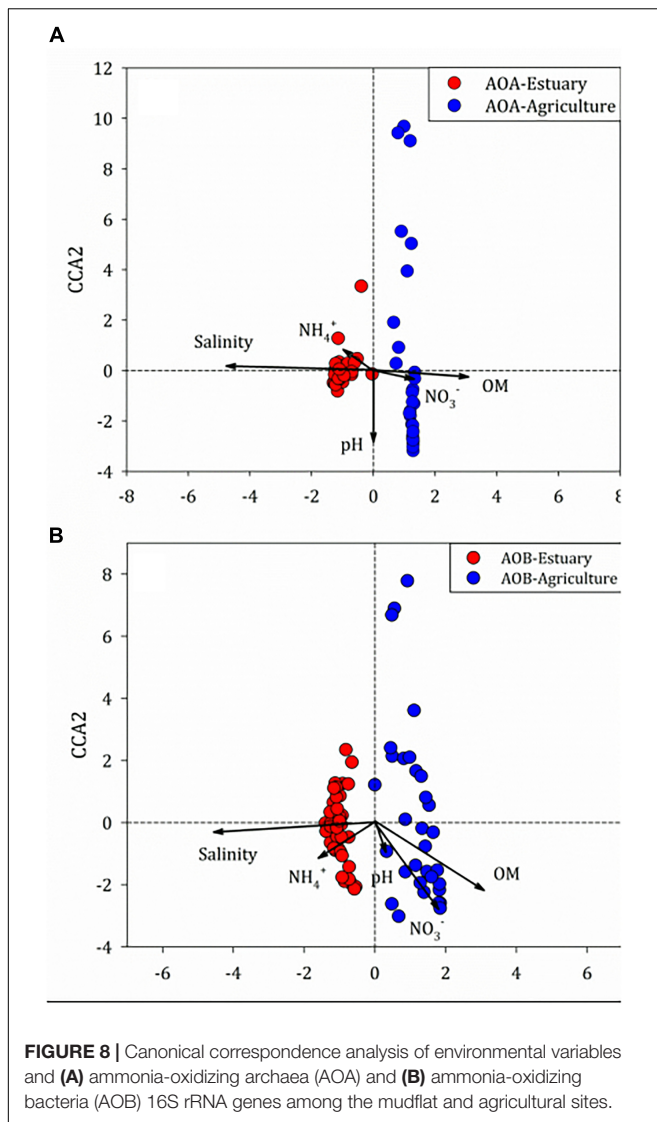 A
12
AOA-Estuary
AOA-Agriculture
10
8
6
4
2
0
-2
-4
CCA2
Salinity
NH4+
OM
NO3-
pH
-8 -6 -4 -2 0 2 4 6 8
B
AOB-Estuary
AOB-Agriculture
8
6
4
2
0
-2
-4
CCA2
Salinity
NH4+
pH
OM
NO3-
-6 -4 -2 0 2 4 6
FIGURE 8 | Canonical correspondence analysis of environmental variables
and (A) ammonia-oxidizing archaea (AOA) and (B) ammonia-oxidizing
bacteria (AOB) 16S rRNA genes among the mudflat and agricultural sites.